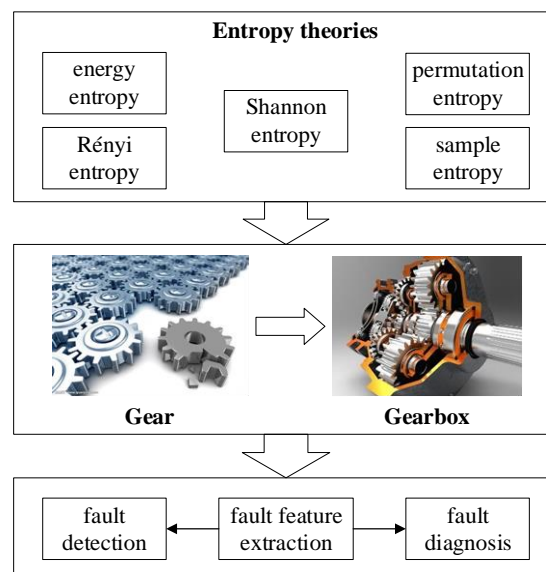 Entropy theories
energy
entropy
Shannon
entropy
permutation
entropy
Rényi
entropy
sample
entropy
Gear
Gearbox
fault
detection
fault feature
extraction
fault
diagnosis